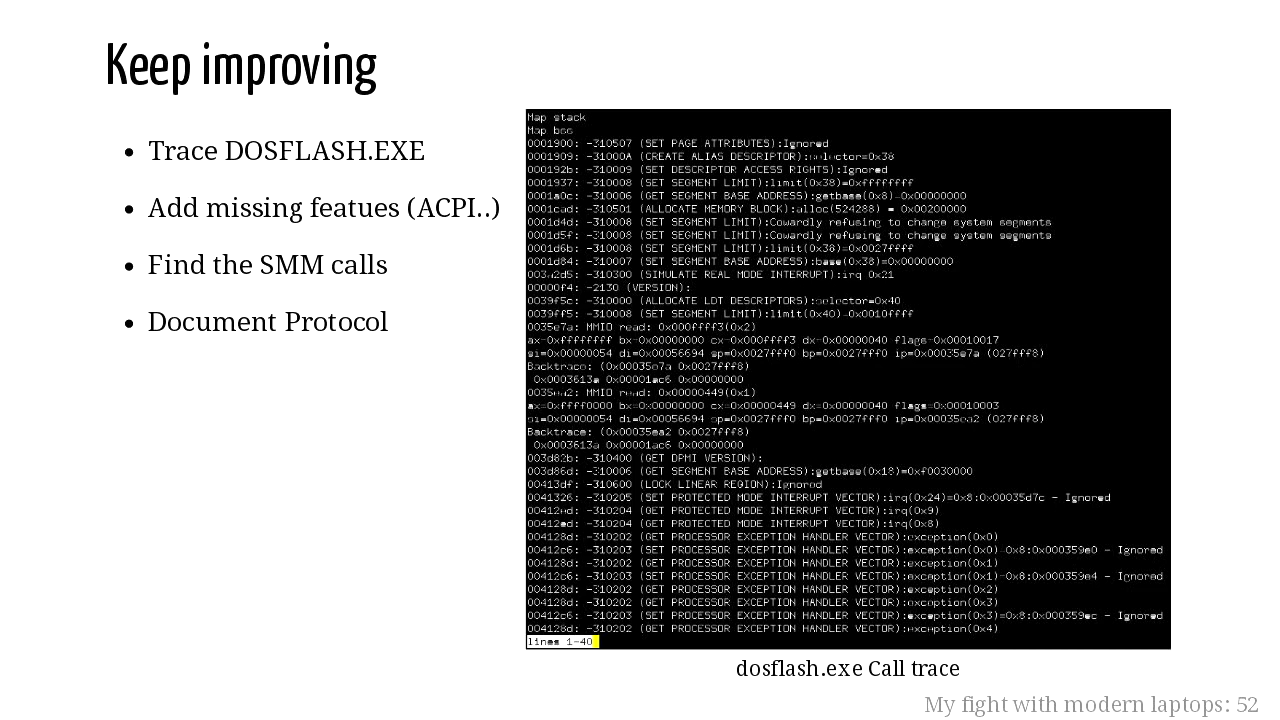 Keep improving
Trace DOSFLASH.EXE
Add missing featues (ACPI..)
Find the SMM calls
Document Protocol
Map stack
Map bss
0001900: -310507 (SET PAGE ATTRIBUTES):Ignored
0001909: -31000A (CREATE ALIAS DESCRIPTOR):selector=0x38
000192b: -310009 (SET DESCRIPTOR ACCESS RIGHTS):Ignored
0001937: -310008 (SET SEGMENT LIMIT):limit(0x38)=0xffffffff
0001a0c: -310006 (GET SEGMENT BASE ADDRESS):getbase(0x8)=0x00000000
0001cad: -310501 (ALLOCATE MEMORY BLOCK):alloc(524288) = 0x00200000
0001d4d: -310008 (SET SEGMENT LIMIT):Cowardly refusing to change system segments
0001d5f: -310008 (SET SEGMENT LIMIT):Cowardly refusing to change system segments
0001d6b: -310008 (SET SEGMENT LIMIT):limit(0x38)=0x0027ffff
0001d84: -310007 (SET SEGMENT BASE ADDRESS):base(0x38)=0x00000000
003a2d5: -310300 (SIMULATE REAL MODE INTERRUPT):irq 0x21
00000f4: -2130 (VERSION):
0039f5c: -310000 (ALLOCATE LDT DESCRIPTORS):selector=0x40
0039ff5: -310008 (SET SEGMENT LIMIT):limit(0x40)=0x0010ffff
0035e7a: MMIO read: 0x000ffff3(0x2)
ax=0xffffffff bx=0x00000000 cx=0x000ffff3 dx=0x00000040 flags=0x00010017
si=0x00000054 di=0x00056694 sp=0x0027fff0 bp=0x0027fff0 ip=0x00035e7a (027fff8)
Backtrace: (0x00035e7a 0x0027fff8)
0x0003613a 0x00001ac6 0x00000000
0035ea2: MMIO read: 0x00000449(0x1)
ax=0xffff0000 bx=0x00000000 cx=0x00000449 dx=0x00000040 flags=0x00010003
si=0x00000054 di=0x00056694 sp=0x0027fff0 bp=0x0027fff0 ip=0x00035ea2 (027fff8)
Backtrace: (0x00035ea2 0x0027fff8)
0x0003613a 0x00001ac6 0x00000000
003d82b: -310400 (GET DPMI VERSION):
003d86d: -310006 (GET SEGMENT BASE ADDRESS):getbase(0x18)=0xf0030000
00413df: -310600 (LOCK LINEAR REGION):Ignored
0041326: -310205 (SET PROTECTED MODE INTERRUPT VECTOR):irq(0x24)=0x8:0x00035d7c - Ignored
00412ed: -310204 (GET PROTECTED MODE INTERRUPT VECTOR):irq(0x9)
00412ed: -310204 (GET PROTECTED MODE INTERRUPT VECTOR):irq(0x8)
004128d: -310202 (GET PROCESSOR EXCEPTION HANDLER VECTOR):exception(0x0)
00412c6: -310203 (SET PROCESSOR EXCEPTION HANDLER VECTOR):exception(0x0)=0x8:0x000359e0 - Ignored
004128d: -310202 (GET PROCESSOR EXCEPTION HANDLER VECTOR):exception(0x1)
00412c6: -310203 (SET PROCESSOR EXCEPTION HANDLER VECTOR):exception(0x1)=0x8:0x000359e4 - Ignored
004128d: -310202 (GET PROCESSOR EXCEPTION HANDLER VECTOR):exception(0x2)
004128d: -310202 (GET PROCESSOR EXCEPTION HANDLER VECTOR):exception(0x3)
00412c6: -310203 (SET PROCESSOR EXCEPTION HANDLER VECTOR):exception(0x3)=0x8:0x000359ec - Ignored
004128d: -310202 (GET PROCESSOR EXCEPTION HANDLER VECTOR):exception(0x4)
lines 1-40
dosflash.exe Call trace
My fight with modern laptops: 52